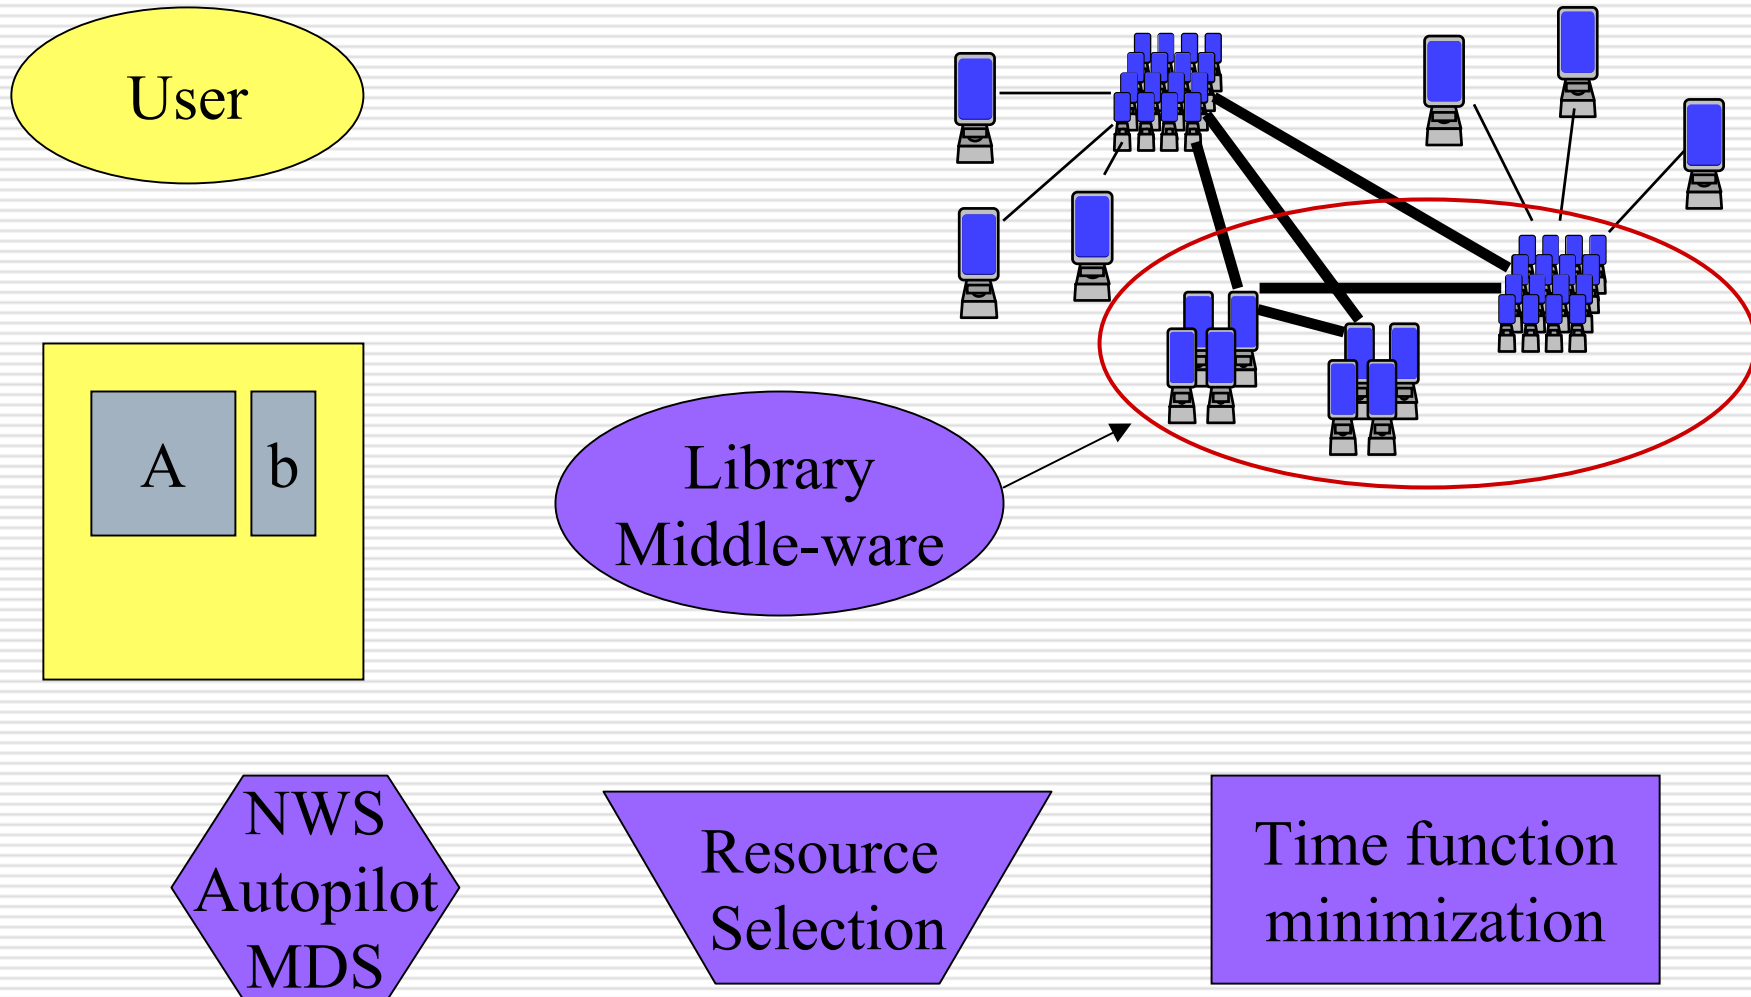 User
A
b
Library
Middle-ware
NWS
Autopilot
MDS
Resource
Selection
Time function
minimization